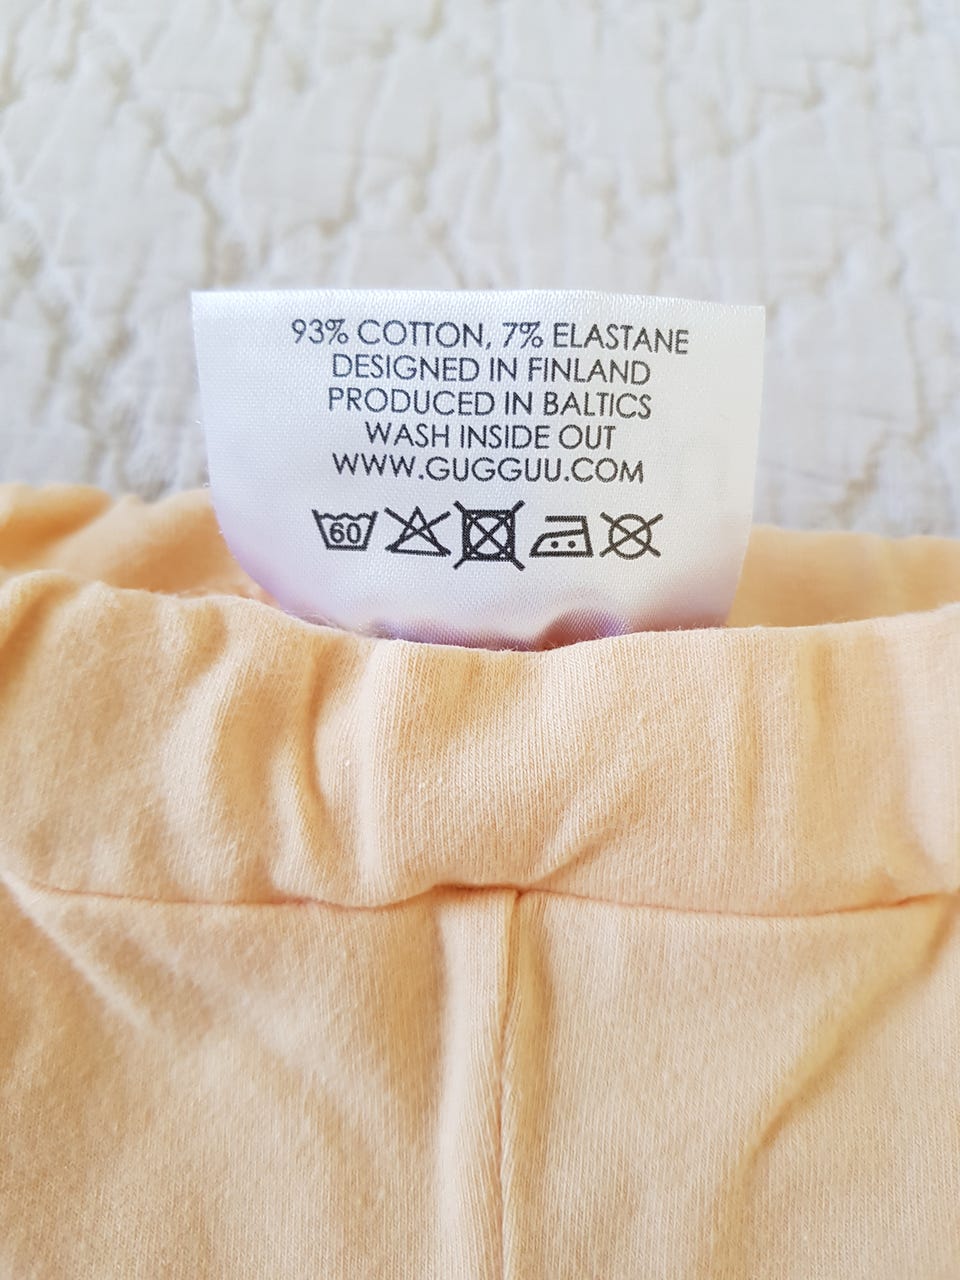 93% COTTON, 7% ELASTANE
DESIGNED IN FINLAND
PRODUCED IN BALTICS
WASH INSIDE OUT
WWW.GUGGUU.COM
60